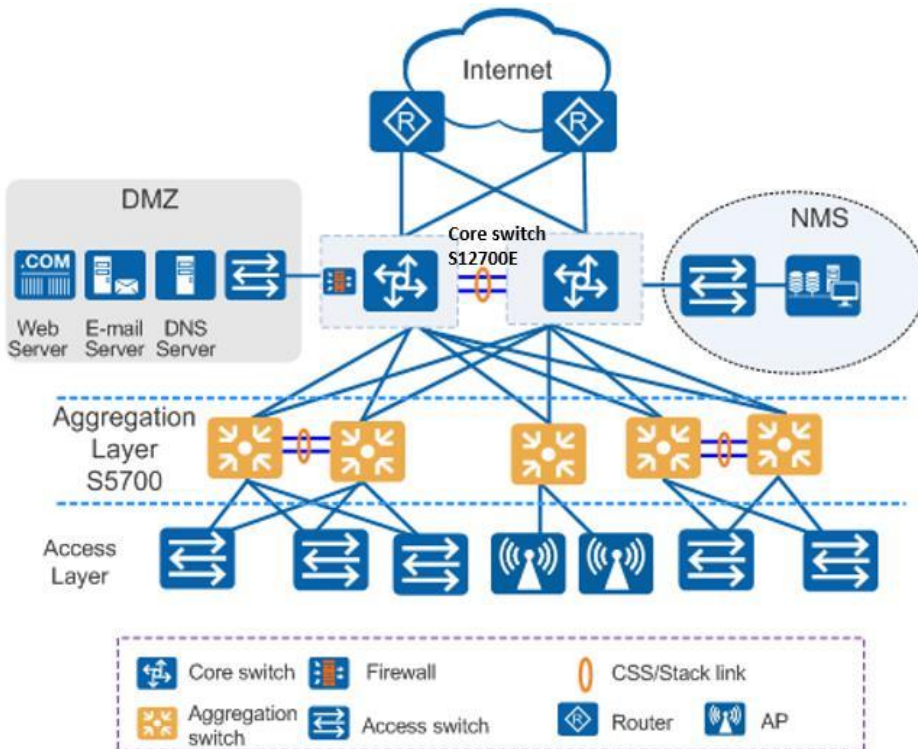 Internet
R
R
DMZ
NMS
Core switch
S12700E
.COM
Web
Server
E-mail
Server
DNS
Server
Aggregation
Layer
S5700
Access
Layer
Core switch
Firewall
CSS/Stack link
Aggregation
switch
Access switch
R
Router
AP